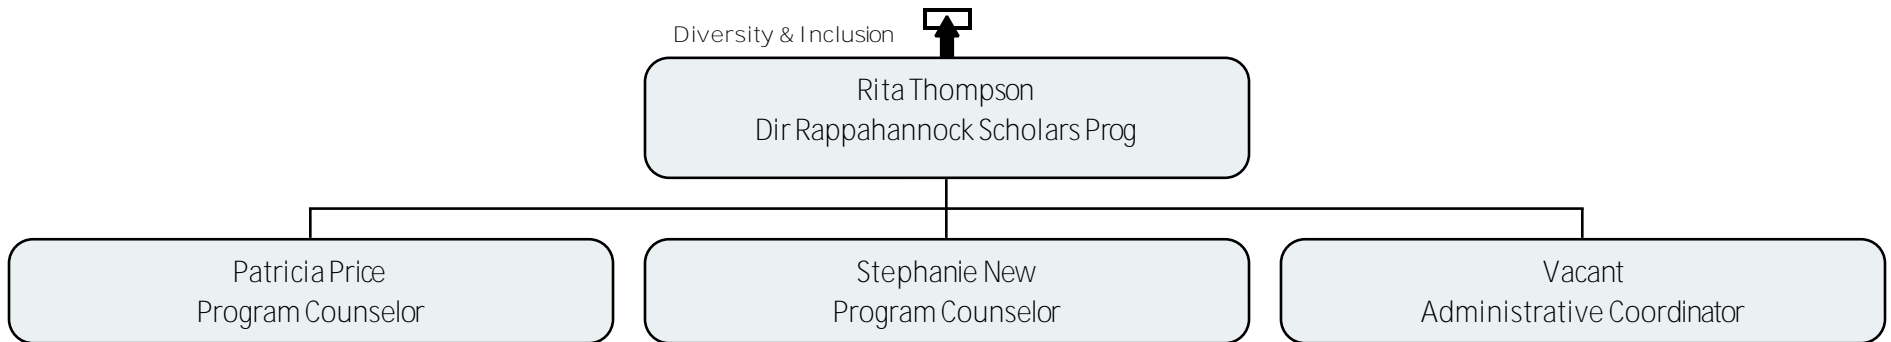 Diversity & Inclusion
Rita Thompson
Dir Rappahannock Scholars Prog
Patricia Price
Program Counselor
Stephanie New
Program Counselor
Vacant
Administrative Coordinator